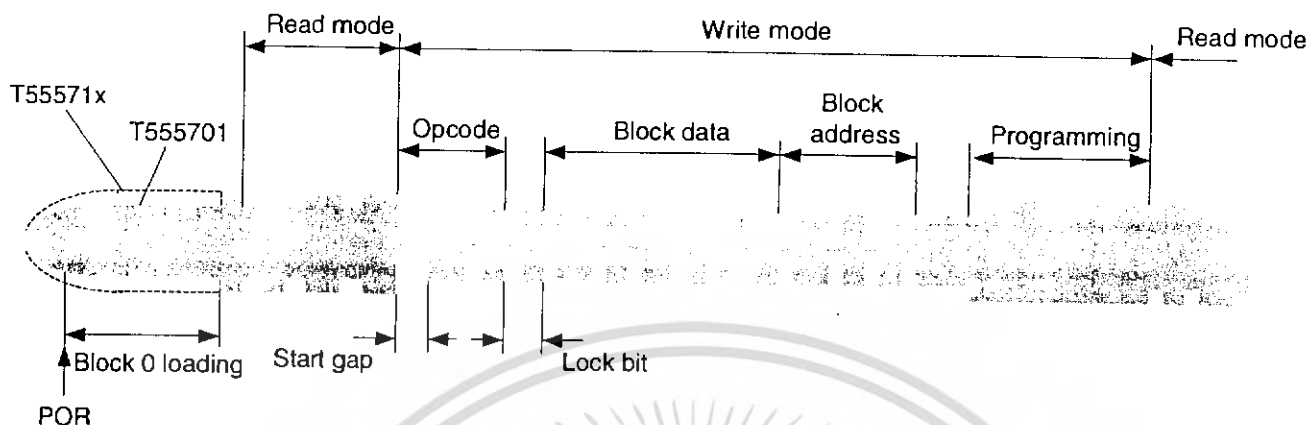 Read mode
Write mode
Read mode
T55571x
T555701
Opcode
Block data
Block
address
Programming
Block 0 loading
Start gap
Lock bit
POR